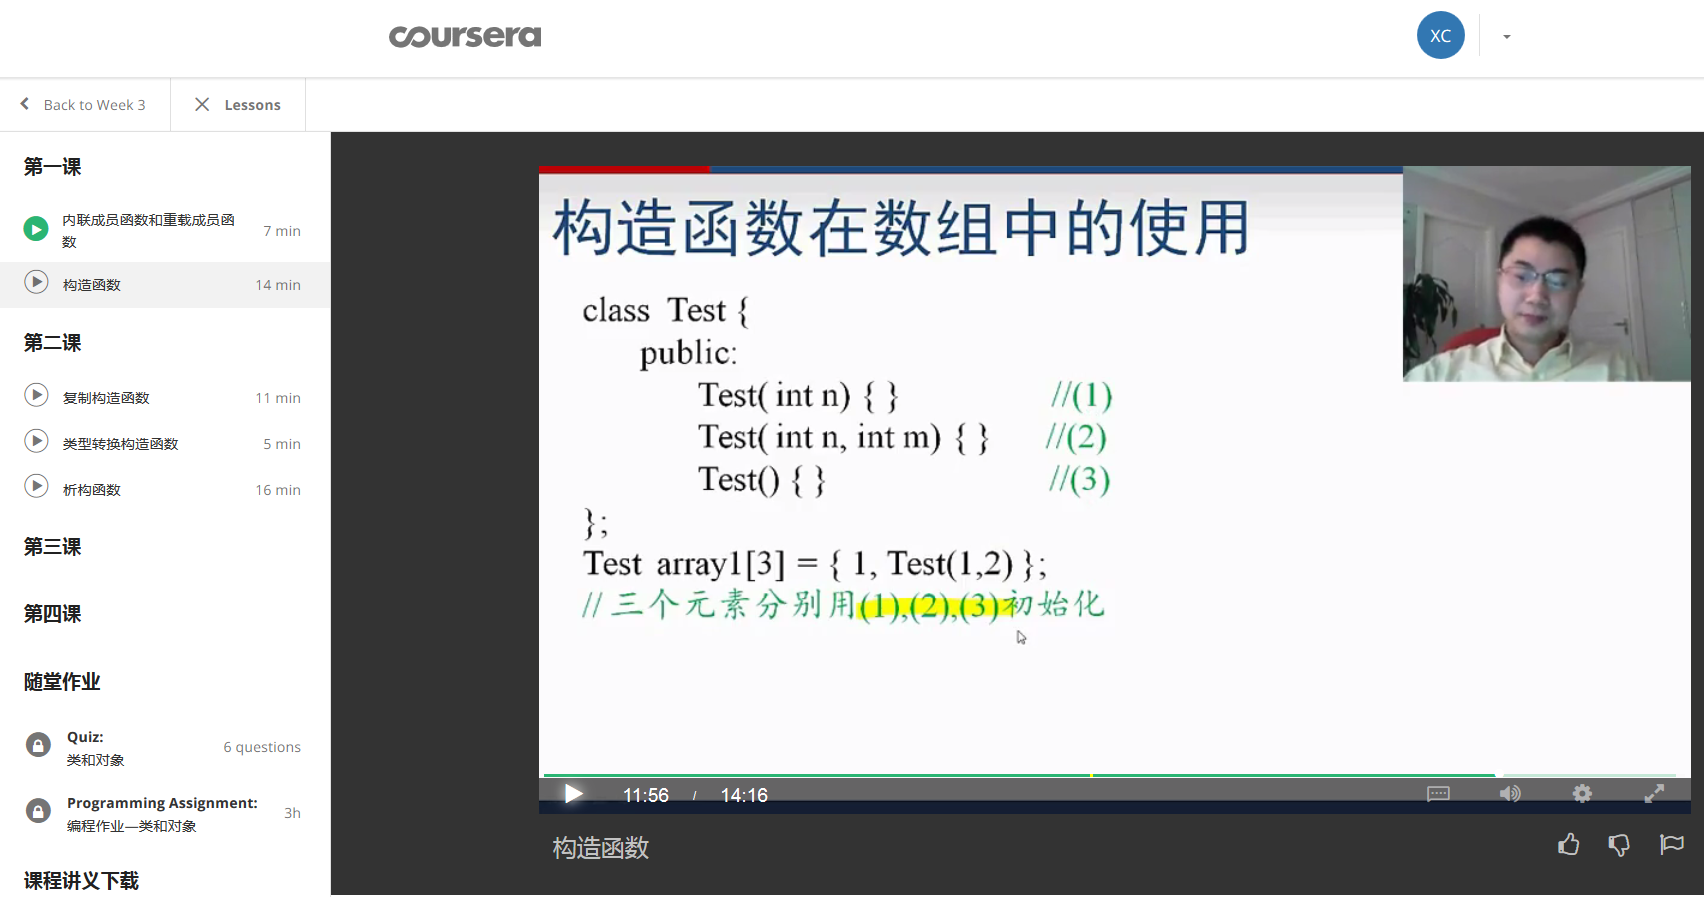 coursera
XC
Back to Week 3
Lessons
第一课
内联成员函数和重载成员函
数
7 min
构造函数
14 min
第二课
复制构造函数
11 min
类型转换构造函数
5 min
析构函数
16 min
第三课
第四课
随堂作业
Quiz:
类和对象
6 questions
Programming Assignment:
编程作业—类和对象
3h
课程讲义下载
构造函数在数组中的使用
class Test {
public:
Test( int n) { } //(1)
Test( int n, int m) { } //(2)
Test() { } //(3)
};
Test array1[3] = { 1, Test(1,2) };
// 三个元素分别用(1),(2),(3)初始化
11:56 / 14:16
构造函数